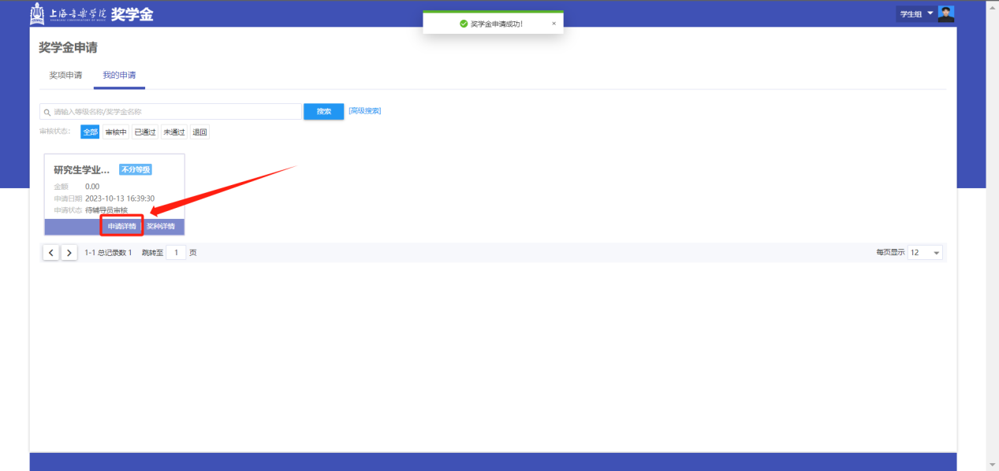 上海音乐学院 奖学金
奖学金申请成功! ×
学生组
奖学金申请
奖项申请 我的申请
请输入等级名称/奖学金名称 搜索 [高级搜索]
审核状态: 全部 审核中 已通过 未通过 退回
研究生学业... 不分等级
金额 0.00
申请日期 2023-10-13 16:39:30
申请状态 待辅导员审核
申请详情 奖种详情
1-1 总记录数 1 跳转至 1 页 每页显示 12